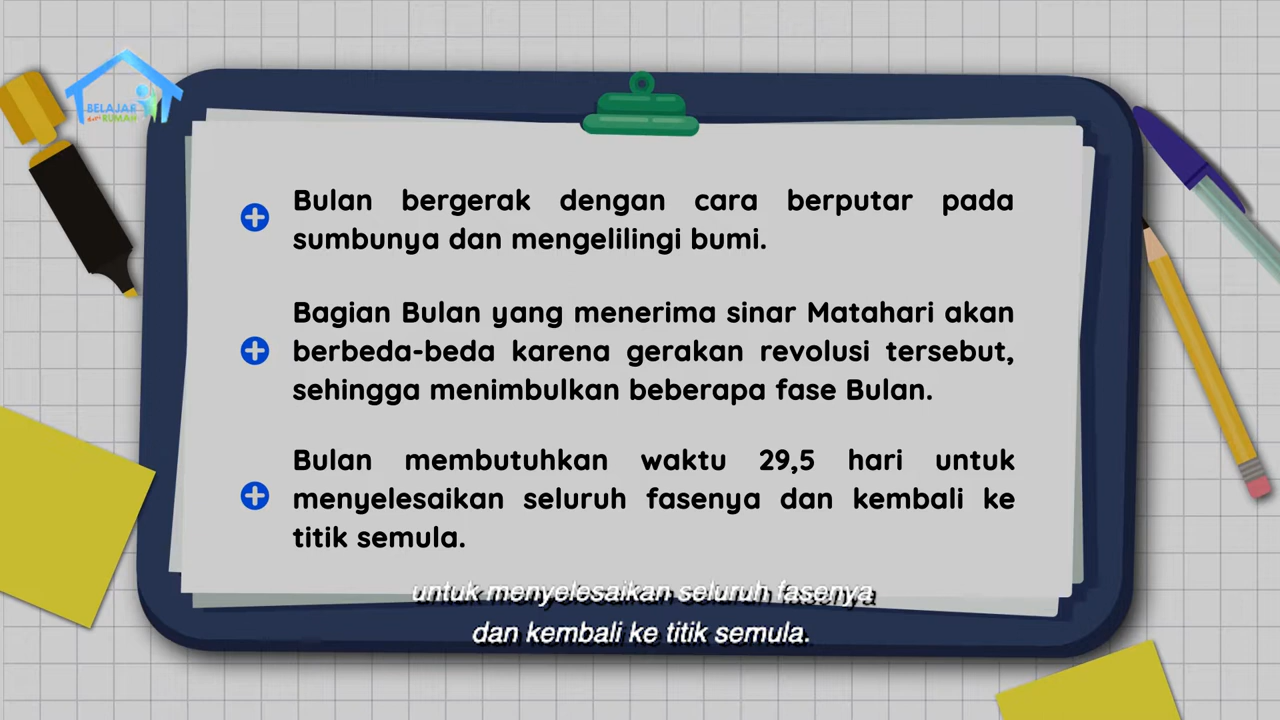 BELAJAR
dari RUMAH
Bulan bergerak dengan cara berputar pada
sumbunya dan mengelilingi bumi.
Bagian Bulan yang menerima sinar Matahari akan
berbeda-beda karena gerakan revolusi tersebut,
sehingga menimbulkan beberapa fase Bulan.
Bulan membutuhkan waktu 29,5 hari untuk
menyelesaikan seluruh fasenya dan kembali ke
titik semula.
untuk menyelesaikan seluruh fasenya
dan kembali ke titik semula.